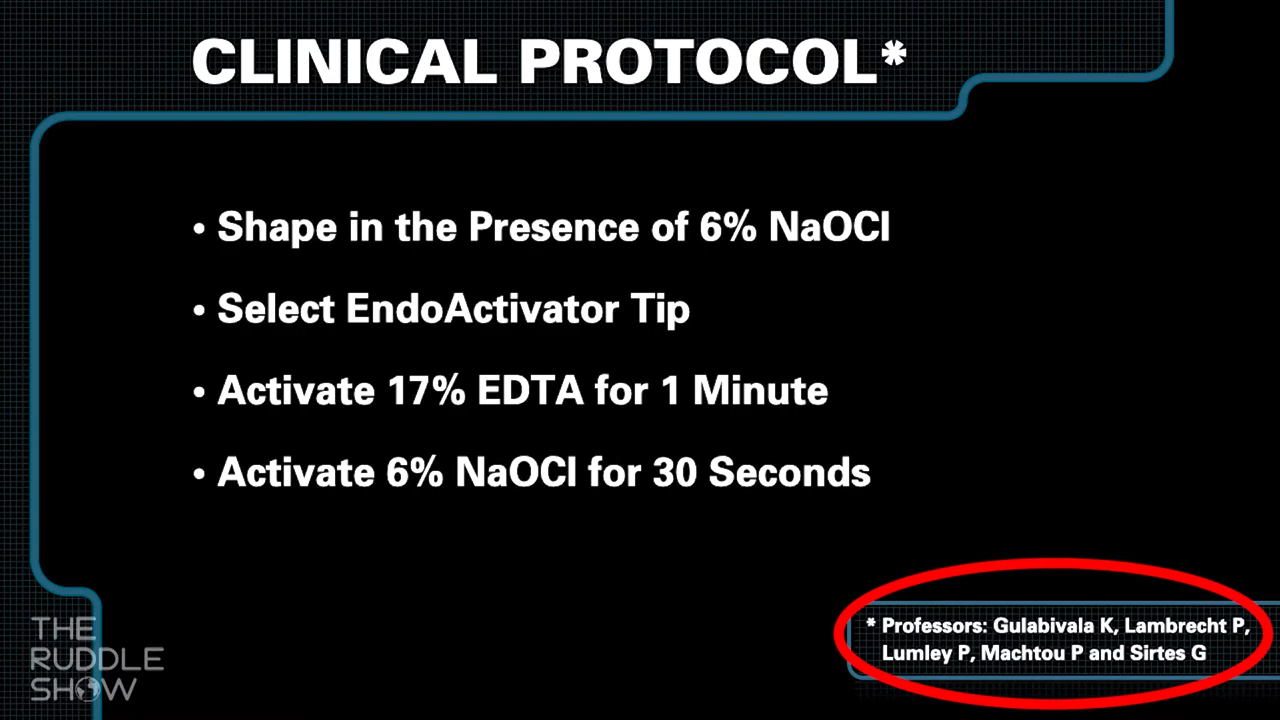 CLINICAL PROTOCOL*
• Shape in the Presence of 6% NaOCl
• Select EndoActivator Tip
• Activate 17% EDTA for 1 Minute
• Activate 6% NaOCl for 30 Seconds
* Professors: Gulabivala K, Lambrecht P,
Lumley P, Machtou P and Sirtes G
THE
RUDDLE
SHOW